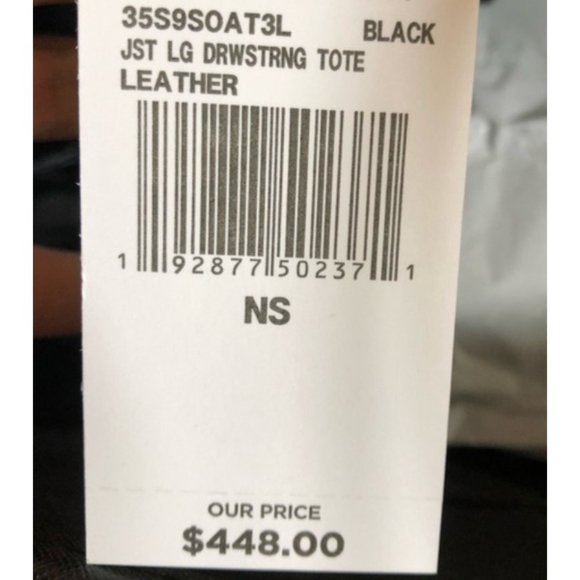 35S9SOAT3L BLACK
JST LG DRWSTRNG TOTE
LEATHER
1 92877 50237 1
NS
OUR PRICE
$448.00